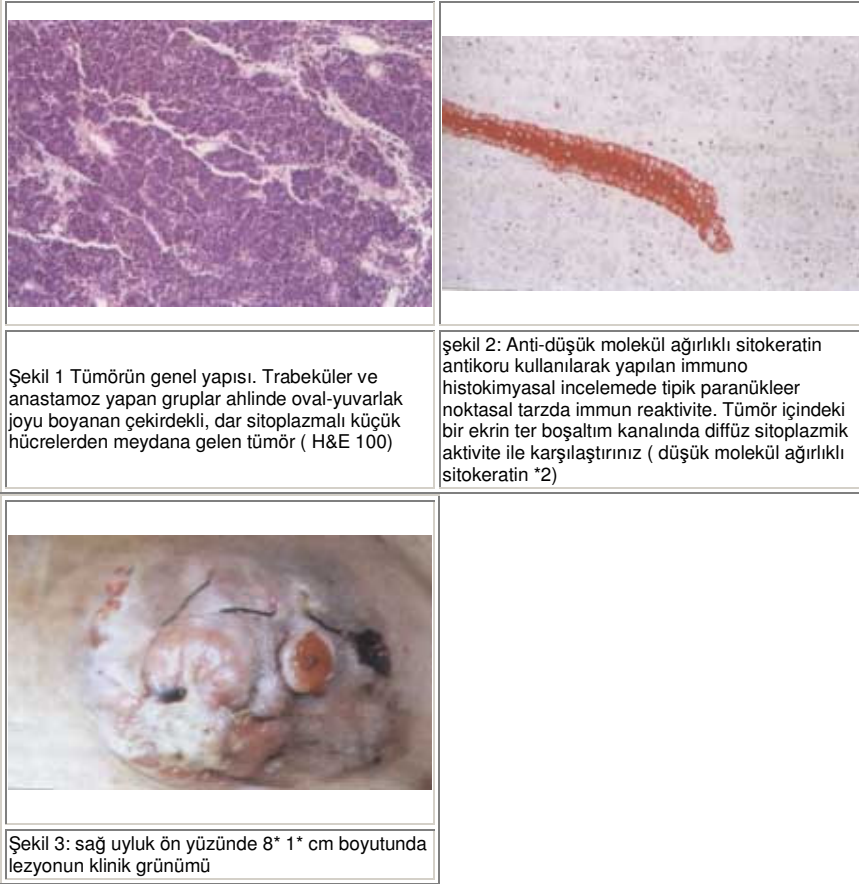 Şekil 1 Tümörün genel yapısı. Trabeküler ve
anastamoz yapan gruplar ahlinde oval-yuvarlak
joyu boyanan çekirdekli, dar sitoplazmalı küçük
hücrelerden meydana gelen tümör ( H&E 100)
şekil 2: Anti-düşük molekül ağırlıklı sitokeratin
antikoru kullanılarak yapılan immuno
histokimyasal incelemede tipik paranükleer
noktasal tarzda immun reaktivite. Tümör içindeki
bir ekrin ter boşaltım kanalında diffüz sitoplazmik
aktivite ile karşılaştırınız ( düşük molekül ağırlıklı
sitokeratin *2)
Şekil 3: sağ uyluk ön yüzünde 8* 1* cm boyutunda
lezyonun klinik grünümü